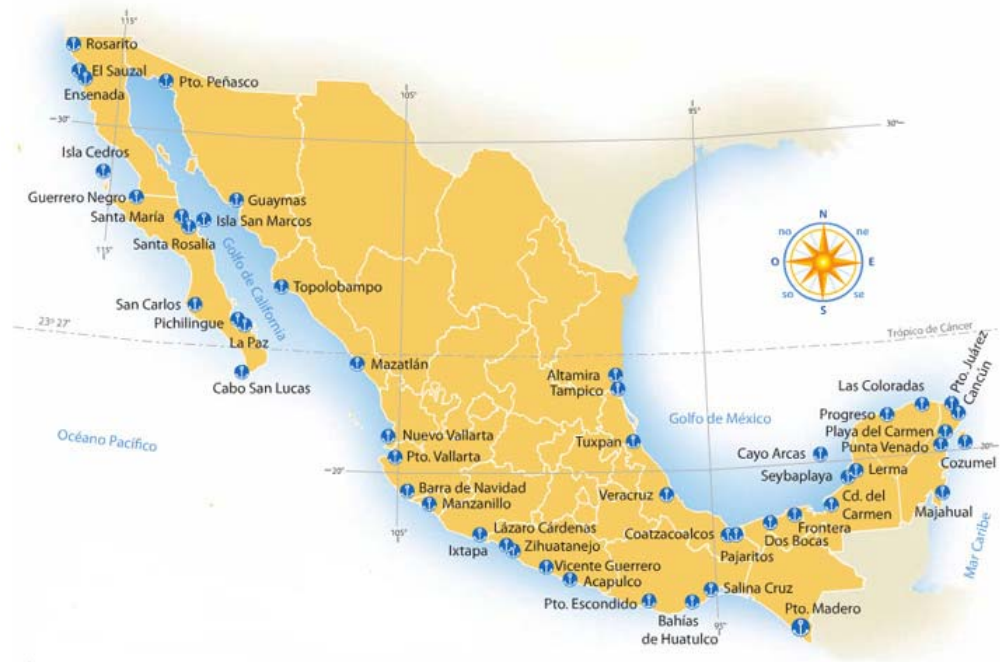 115°
Rosarito
El Sauzal
Ensenada
Pto. Peñasco
105°
95°
30°
30°
Isla Cedros
Guerrero Negro
Guaymas
Santa María
Isla San Marcos
Santa Rosalía
115°
Golfo de California
N
no
ne
O
E
so
se
S
Topolobampo
San Carlos
Pichilingue
La Paz
23° 27'
Trópico de Cáncer
Mazatlán
Cabo San Lucas
Altamira
Tampico
Las Coloradas
Pto. Juárez
Cancún
Progreso
Golfo de México
Playa del Carmen
Punta Venado
20°
Océano Pacífico
Nuevo Vallarta
Pto. Vallarta
Tuxpan
Cayo Arcas
Cozumel
20°
Seybaplaya
Lerma
Barra de Navidad
Manzanillo
Veracruz
Cd. del
Carmen
Majahual
105°
Lázaro Cárdenas
Ixtapa
Zihuatanejo
Coatzacoalcos
Frontera
Dos Bocas
Pajaritos
Mar Caribe
Vicente Guerrero
Acapulco
Salina Cruz
Pto. Escondido
Bahías
de Huatulco
95°
Pto. Madero